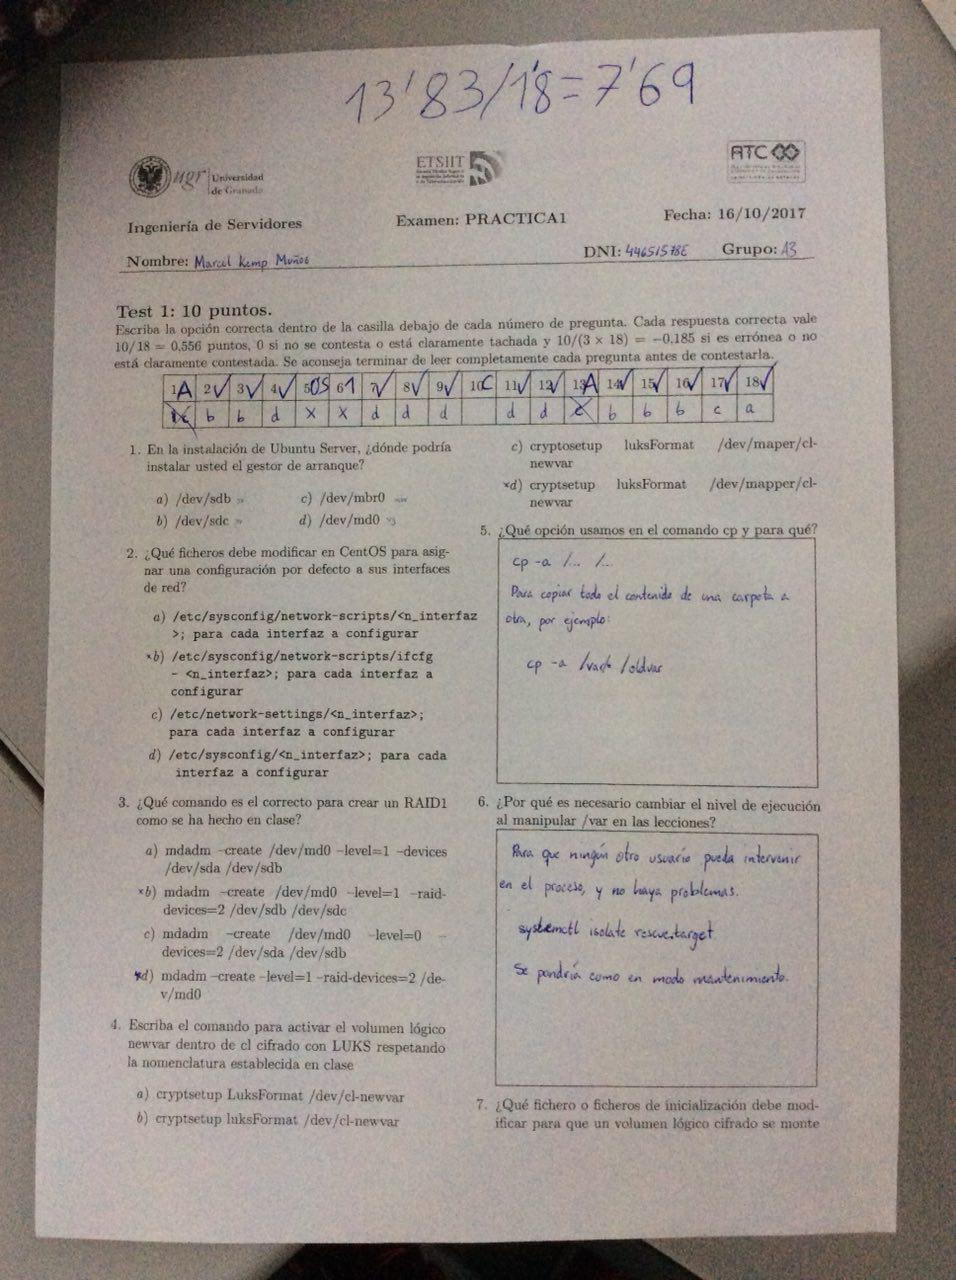 13'83/1'8=7'69
ugr Universidad de Granada
ETSIIT
ATC
Ingeniería de Servidores
Examen: PRACTICA1
Fecha: 16/10/2017
Nombre: Marcel Kemp Muñoz
DNI: 44651578E
Grupo: A3
Test 1: 10 puntos.
Escriba la opción correcta dentro de la casilla debajo de cada número de pregunta. Cada respuesta correcta vale
10/18 = 0,556 puntos, 0 si no se contesta o está claramente tachada y 10/(3 × 18) = −0,185 si es errónea o no
está claramente contestada. Se aconseja terminar de leer completamente cada pregunta antes de contestarla.
1 A 2 ✓ 3 ✓ 4 ✓ 5 0'5 6 1 7 ✓ 8 ✓ 9 ✓ 10 C 11 ✓ 12 ✓ 13 A 14 ✓ 15 ✓ 16 ✓ 17 ✓ 18 ✓
b b d x x d d d d d b b b c a
1. En la instalación de Ubuntu Server, ¿dónde podría
instalar usted el gestor de arranque?
a) /dev/sdb
c) /dev/mbr0
b) /dev/sdc
d) /dev/md0
2. ¿Qué ficheros debe modificar en CentOS para asig-
nar una configuración por defecto a sus interfaces
de red?
a) /etc/sysconfig/network-scripts/<n_interfaz
>; para cada interfaz a configurar
*b) /etc/sysconfig/network-scripts/ifcfg
- <n_interfaz>; para cada interfaz a
configurar
c) /etc/network-settings/<n_interfaz>;
para cada interfaz a configurar
d) /etc/sysconfig/<n_interfaz>; para cada
interfaz a configurar
3. ¿Qué comando es el correcto para crear un RAID1
como se ha hecho en clase?
a) mdadm –create /dev/md0 –level=1 –devices
/dev/sda /dev/sdb
*b) mdadm –create /dev/md0 –level=1 –raid-
devices=2 /dev/sdb /dev/sdc
c) mdadm –create /dev/md0 –level=0 –
devices=2 /dev/sda /dev/sdb
*d) mdadm –create –level=1 –raid-devices=2 /de-
v/md0
4. Escriba el comando para activar el volumen lógico
newvar dentro de cl cifrado con LUKS respetando
la nomenclatura establecida en clase
a) cryptsetup LuksFormat /dev/cl-newvar
b) cryptsetup luksFormat /dev/cl-newvar
c) cryptosetup luksFormat /dev/maper/cl-
newvar
*d) cryptsetup luksFormat /dev/mapper/cl-
newvar
5. ¿Qué opción usamos en el comando cp y para qué?
cp -a /... /...
Para copiar todo el contenido de una carpeta a
otra, por ejemplo:
cp -a /var/* /oldvar
6. ¿Por qué es necesario cambiar el nivel de ejecución
al manipular /var en las lecciones?
Para que ningún otro usuario pueda intervenir
en el proceso, y no haya problemas.
systemctl isolate rescue.target
Se pondría como en modo mantenimiento.
7. ¿Qué fichero o ficheros de inicialización debe mod-
ificar para que un volumen lógico cifrado se monte